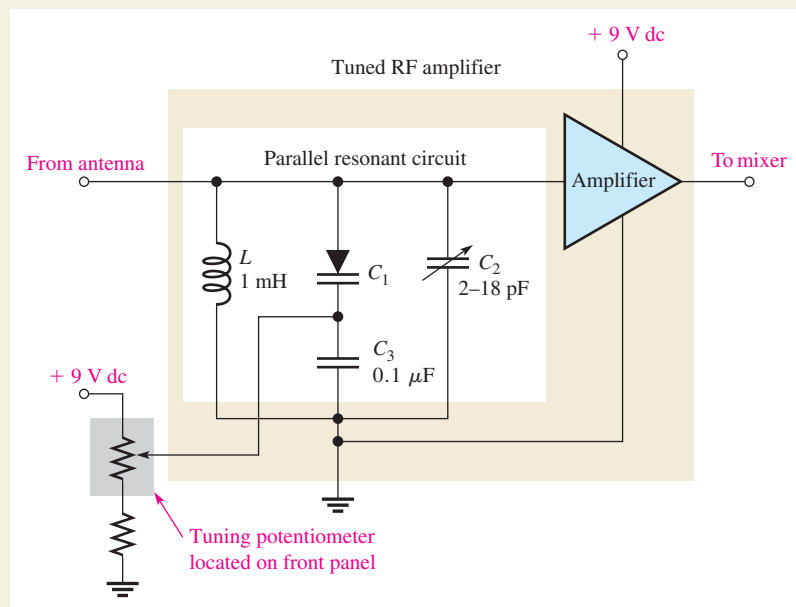 + 9 V dc
Tuned RF amplifier
Parallel resonant circuit
From antenna
To mixer
Amplifier
L
1 mH
C1
C2
2–18 pF
C3
0.1 μF
+ 9 V dc
Tuning potentiometer
located on front panel